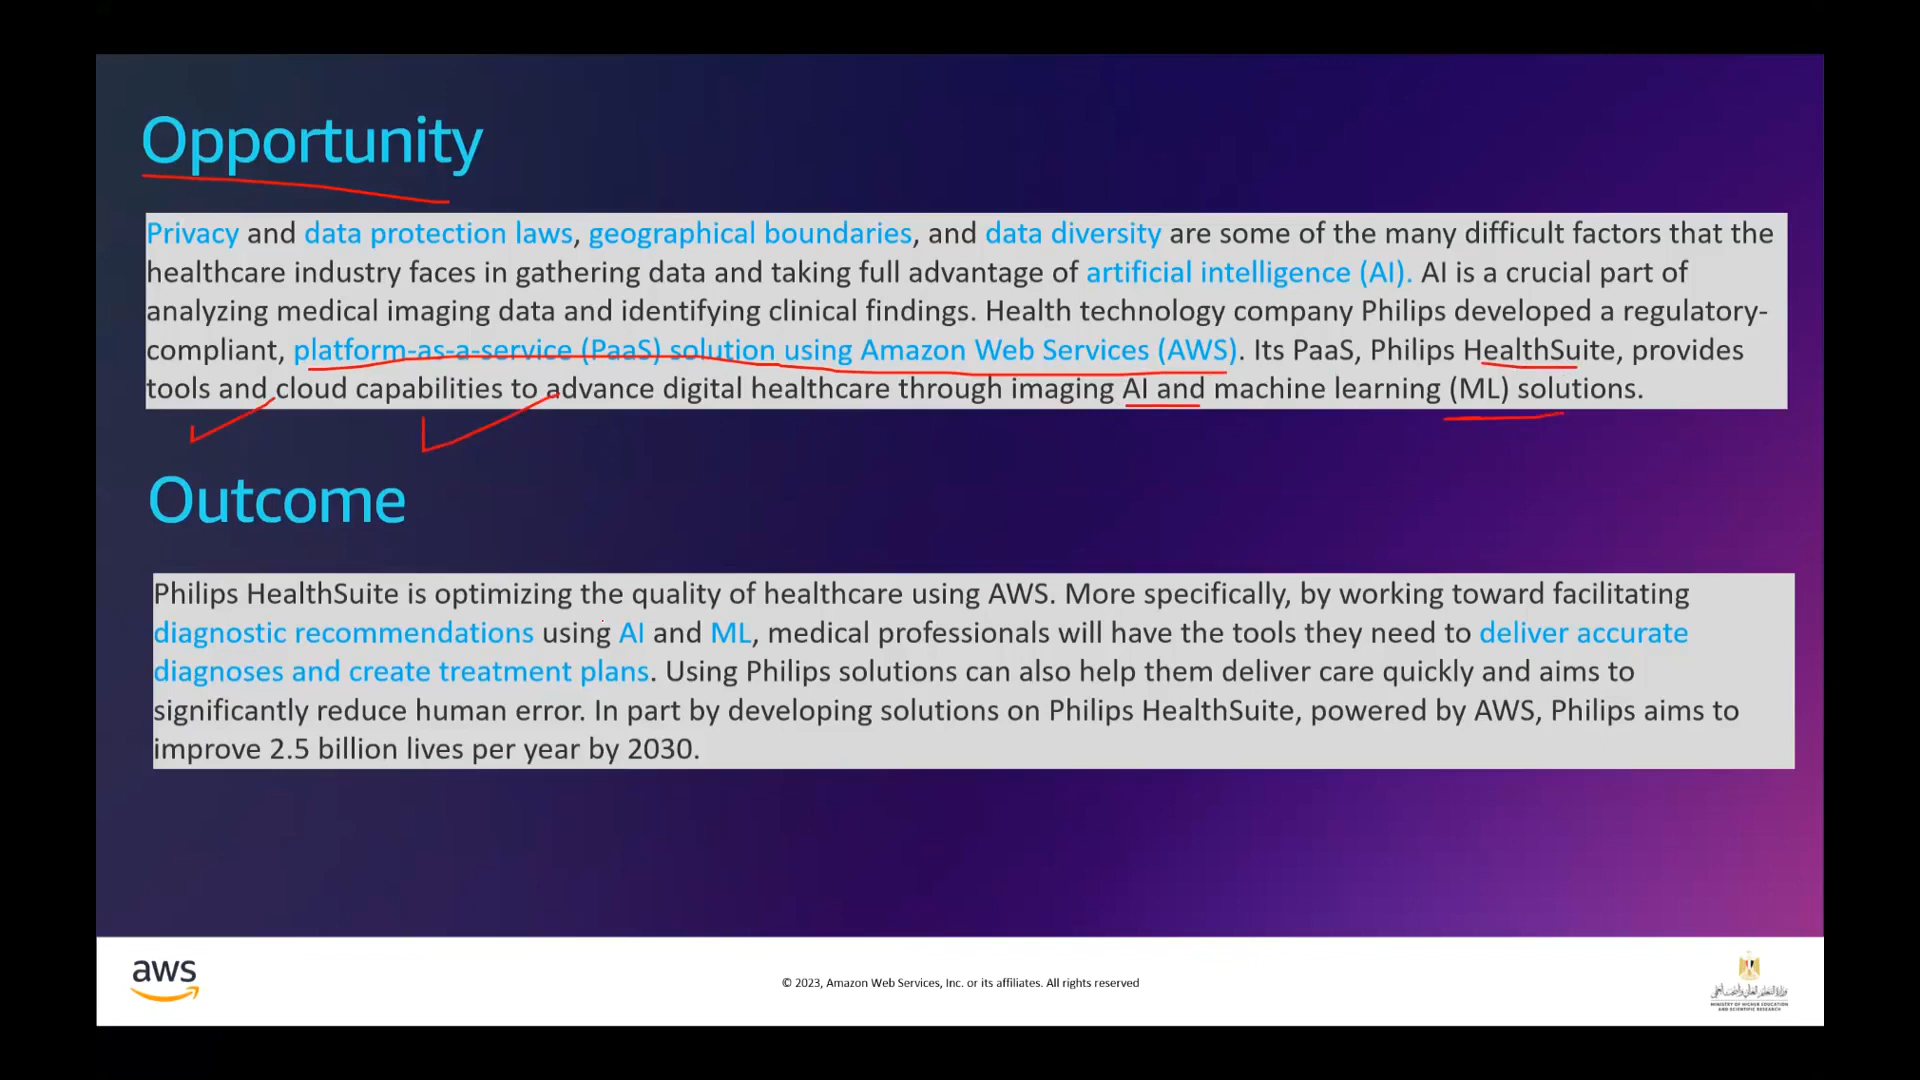 Opportunity
Privacy and data protection laws, geographical boundaries, and data diversity are some of the many difficult factors that the
healthcare industry faces in gathering data and taking full advantage of artificial intelligence (AI). AI is a crucial part of
analyzing medical imaging data and identifying clinical findings. Health technology company Philips developed a regulatory-
compliant, platform-as-a-service (PaaS) solution using Amazon Web Services (AWS). Its PaaS, Philips HealthSuite, provides
tools and cloud capabilities to advance digital healthcare through imaging AI and machine learning (ML) solutions.
Outcome
Philips HealthSuite is optimizing the quality of healthcare using AWS. More specifically, by working toward facilitating
diagnostic recommendations using AI and ML, medical professionals will have the tools they need to deliver accurate
diagnoses and create treatment plans. Using Philips solutions can also help them deliver care quickly and aims to
significantly reduce human error. In part by developing solutions on Philips HealthSuite, powered by AWS, Philips aims to
improve 2.5 billion lives per year by 2030.
aws
© 2023, Amazon Web Services, Inc. or its affiliates. All rights reserved
MINISTRY OF HIGHER EDUCATION
AND SCIENTIFIC RESEARCH